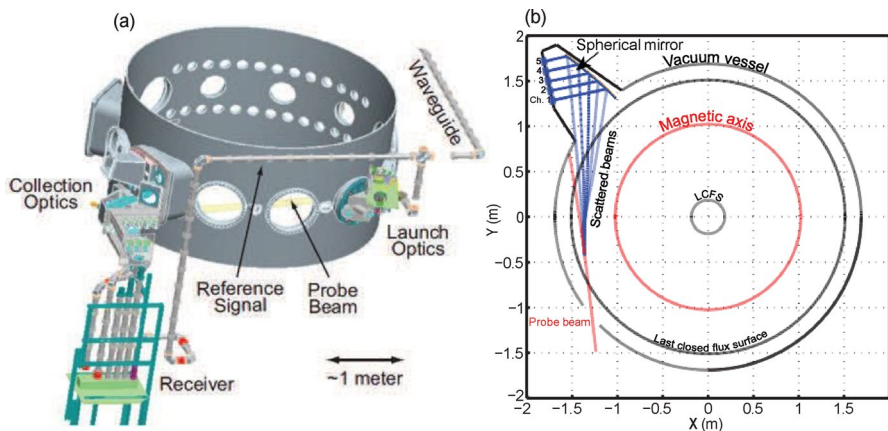 (a)
Waveguide
Collection
Optics
Launch
Optics
Reference
Signal
Probe
Beam
Receiver
~1 meter
(b)
Spherical mirror
Vacuum vessel
5
4
3
2
Ch. 1
Magnetic axis
Scattered beams
LCFS
Probe beam
Last closed flux surface
Y (m)
2
1.5
1
0.5
0
-0.5
-1
-1.5
-2
-2 -1.5 -1 -0.5 0 0.5 1 1.5
X (m)